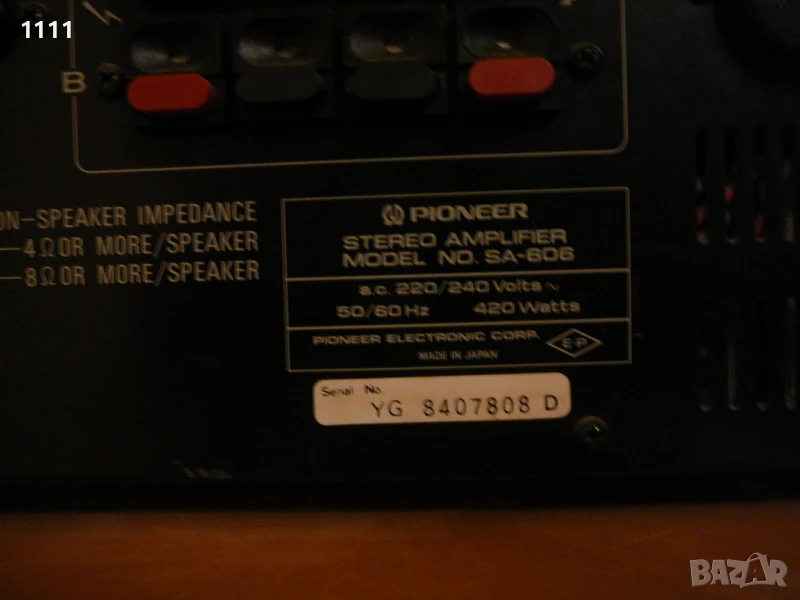 1111
B
ON-SPEAKER IMPEDANCE
4Ω OR MORE/SPEAKER
8Ω OR MORE/SPEAKER
PIONEER
STEREO AMPLIFIER
MODEL NO. SA-606
a.c. 220/240 Volts ~
50/60 Hz 420 Watts
PIONEER ELECTRONIC CORP. E-P
MADE IN JAPAN
Serial No.
YG 8407808 D
BAZAR